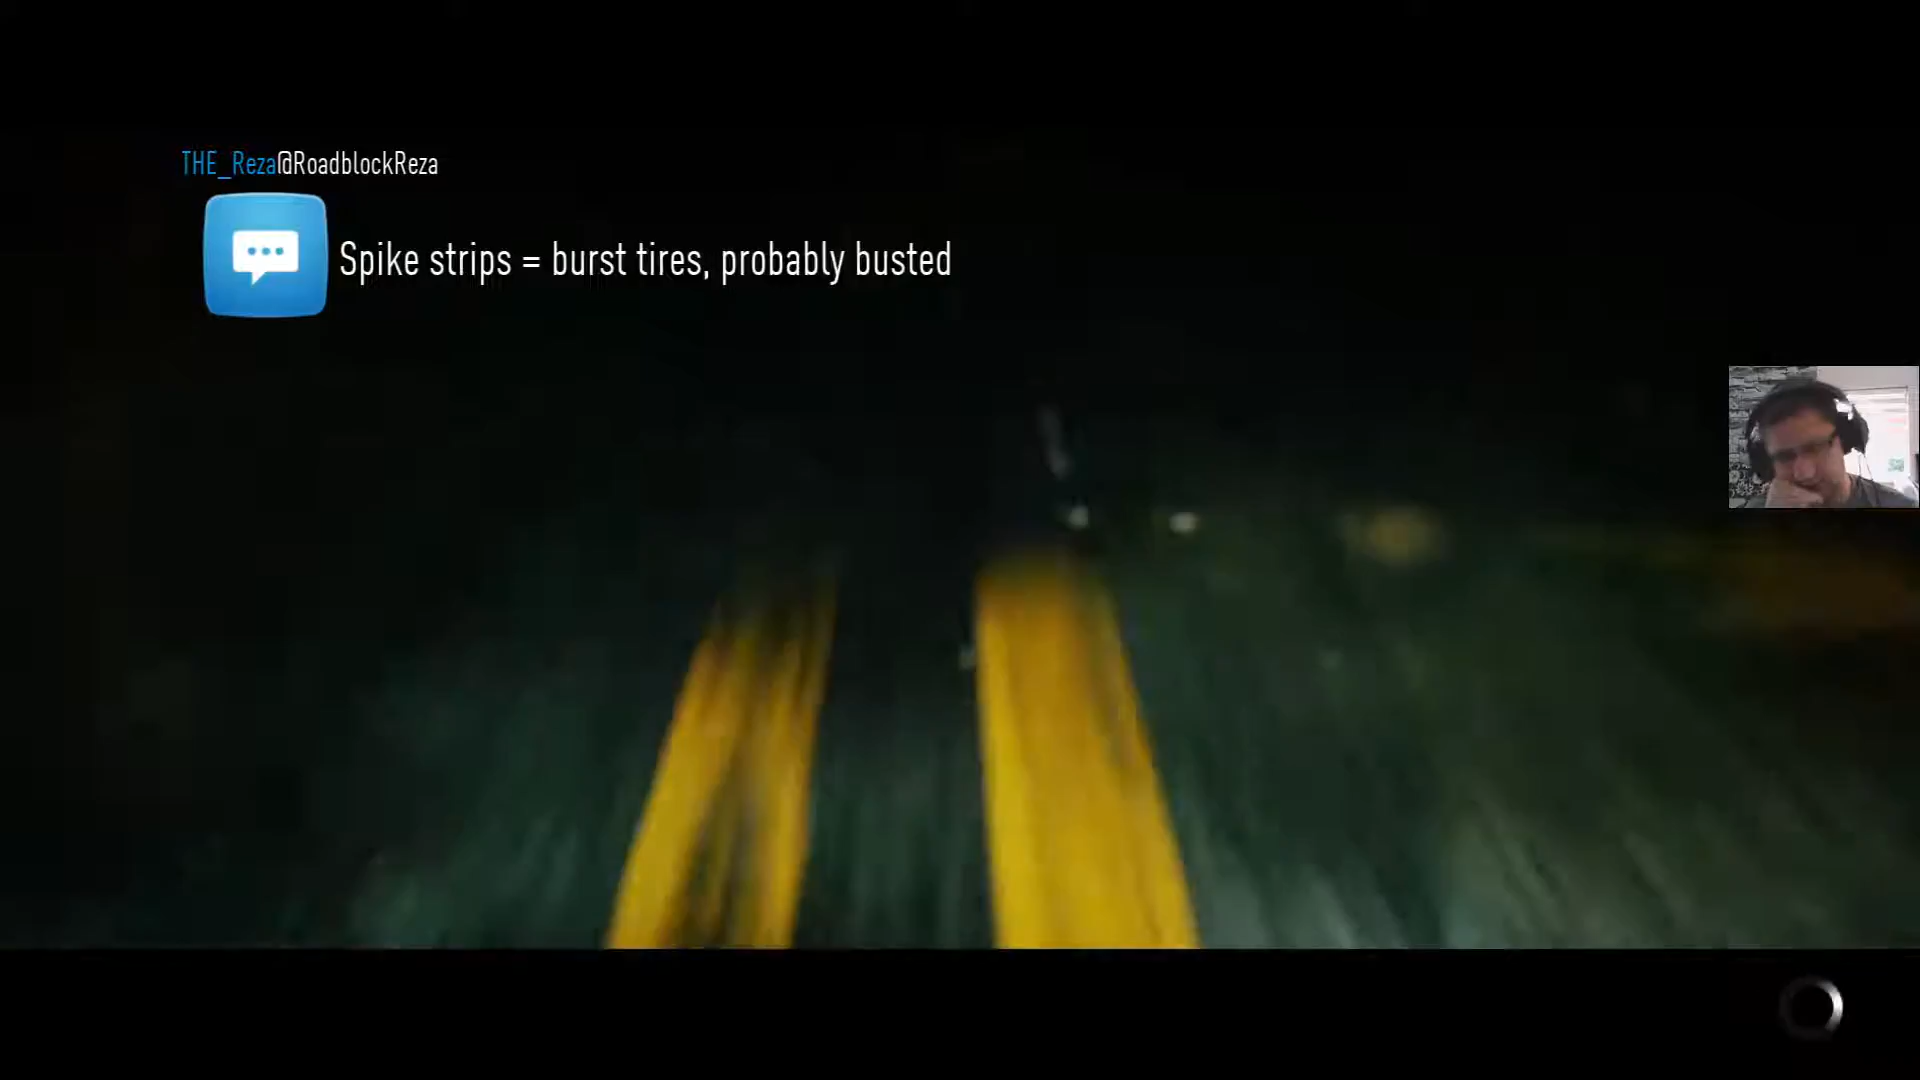 THE_Reza@RoadblockReza
Spike strips = burst tires, probably busted